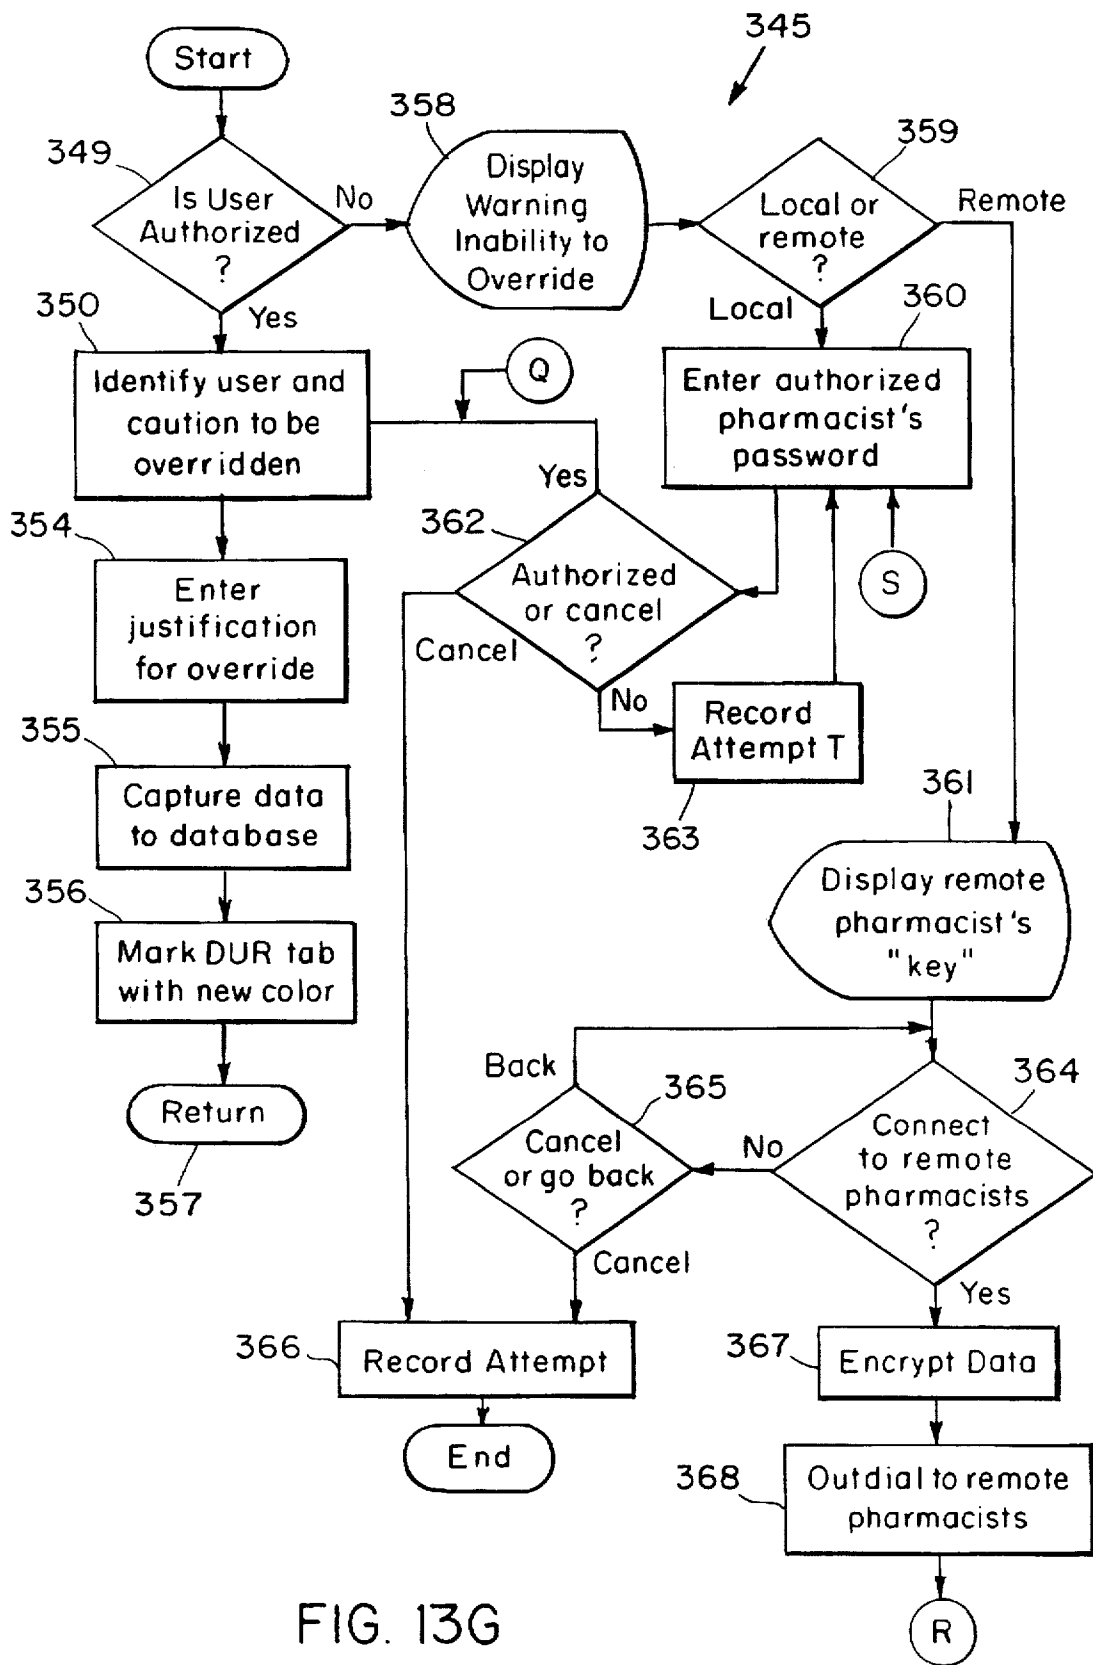 345
Start
358
359
349
Is User
Authorized
?
No
Display
Warning
Inability to
Override
Local or
remote
?
Remote
Yes
Local
360
350
Identify user and
caution to be
overridden
Q
Enter authorized
pharmacist's
password
Yes
362
354
Enter
justification
for override
Authorized
or cancel
?
S
Cancel
No
Record
Attempt T
363
355
Capture data
to database
361
Display remote
pharmacist's
"key"
356
Mark DUR tab
with new color
Back
364
365
Return
357
Cancel
or go back
?
No
Connect
to remote
pharmacists
?
Cancel
Yes
366
Record Attempt
367
Encrypt Data
End
368
Outdial to remote
pharmacists
R
FIG. 13G